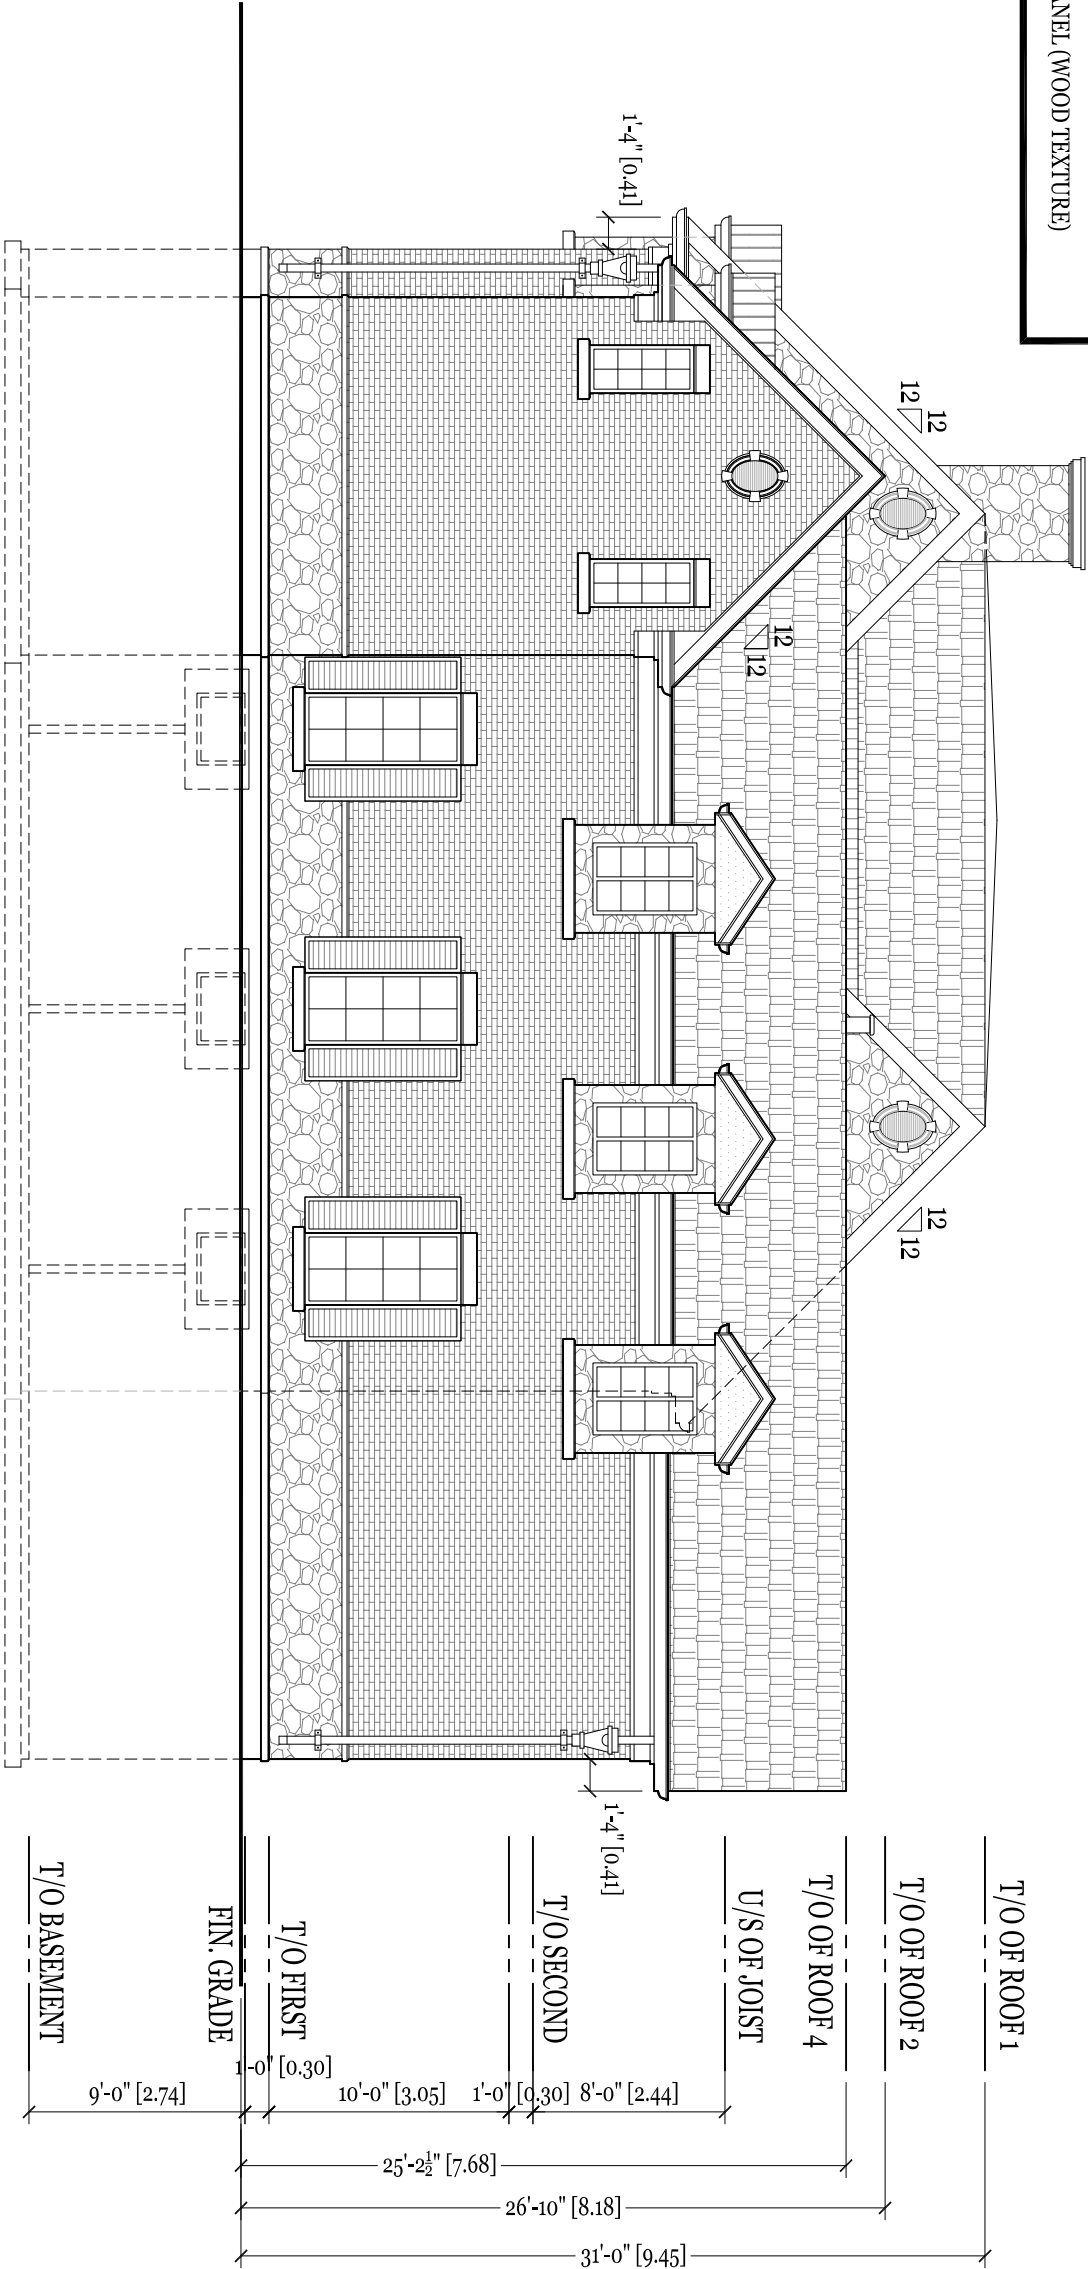 ANEL (WOOD TEXTURE)
1'-4" [0.41]
12
12
12
12
12
12
1'-4" [0.41]
T/O OF ROOF 1
T/O OF ROOF 2
T/O OF ROOF 4
U/S OF JOIST
T/O SECOND
T/O FIRST
FIN. GRADE
T/O BASEMENT
8'-0" [2.44]
1'-0" [0.30]
10'-0" [3.05]
1'-0" [0.30]
9'-0" [2.74]
25'-2½" [7.68]
26'-10" [8.18]
31'-0" [9.45]